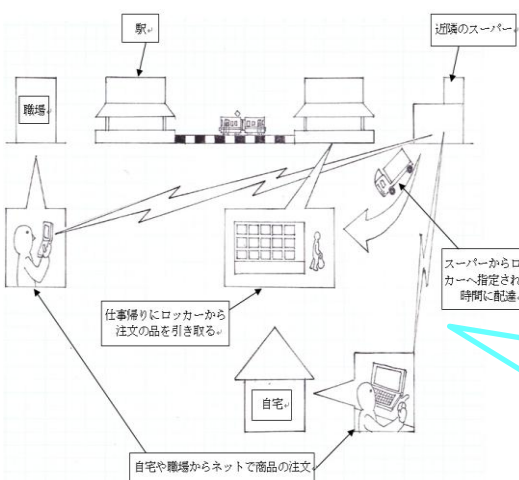 駅
近隣のスーパー
職場
スーパーからロ
カーへ指定され
時間に配達
仕事帰りにロッカーから
注文の品を引き取る
自宅
自宅や職場からネットで商品の注文